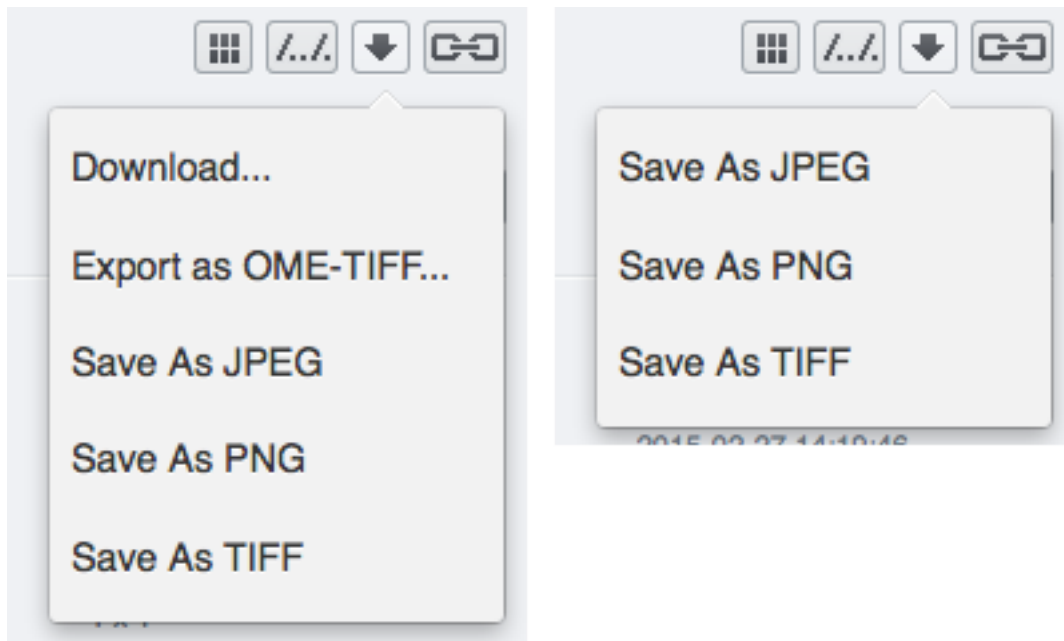 /.../.
Download...
Export as OME-TIFF...
Save As JPEG
Save As PNG
Save As TIFF
/.../.
Save As JPEG
Save As PNG
Save As TIFF